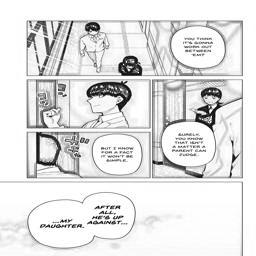 YOU THINK
IT'S GONNA
WORK OUT
BETWEEN
'EM?
SURELY,
YOU KNOW
THAT ISN'T
A MATTER A
PARENT CAN
JUDGE.
BUT I KNOW
FOR A FACT
IT WON'T BE
SIMPLE.
AFTER
ALL,
HE'S UP
AGAINST...
...MY
DAUGHTER.